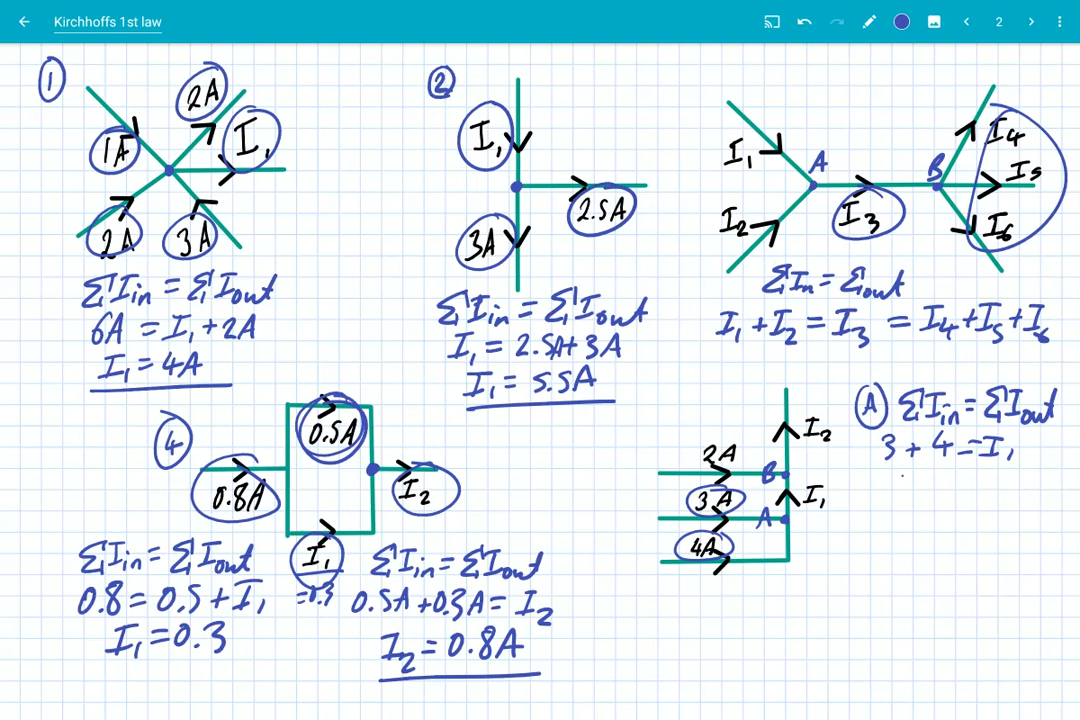 Kirchhoffs 1st law
2
①
2A
1A
I₁
2A
3A
ΣIin = ΣIout
6A = I₁+2A
I₁ = 4A
②
I₁
2.5A
3A
ΣIin = ΣIout
I₁ = 2.5A+3A
I₁ = 5.5A
I₁
A
I₂
I₃
B
I₄
I₅
I₆
ΣIn = Σout
I₁ + I₂ = I₃ = I₄+I₅+I₆
④
0.5A
0.8A
I₂
I₁
=0.3
ΣIin = ΣIout
0.8 = 0.5 + I₁
I₁ = 0.3
ΣIin = ΣIout
0.5A +0.3A = I₂
I₂ = 0.8A
I₂
2A
B
3A
I₁
A
4A
Ⓐ ΣIin = ΣIout
3 + 4 = I₁